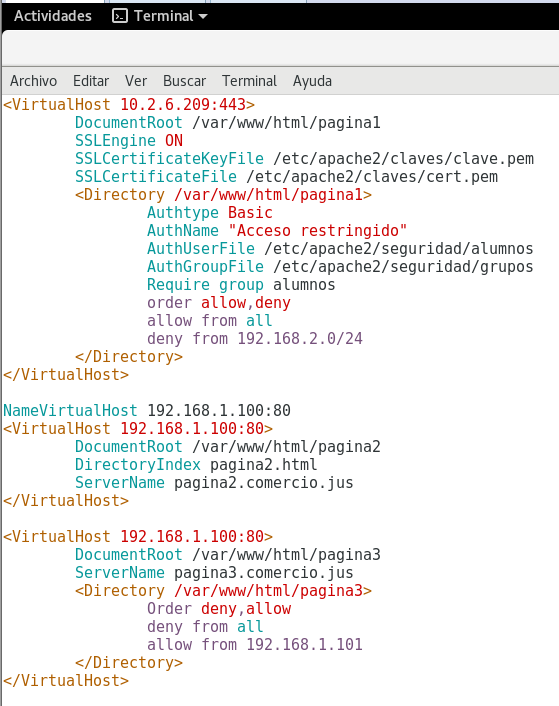 Actividades Terminal
Archivo Editar Ver Buscar Terminal Ayuda
<VirtualHost 10.2.6.209:443>
        DocumentRoot /var/www/html/pagina1
        SSLEngine ON
        SSLCertificateKeyFile /etc/apache2/claves/clave.pem
        SSLCertificateFile /etc/apache2/claves/cert.pem
        <Directory /var/www/html/pagina1>
                Authtype Basic
                AuthName "Acceso restringido"
                AuthUserFile /etc/apache2/seguridad/alumnos
                AuthGroupFile /etc/apache2/seguridad/grupos
                Require group alumnos
                order allow,deny
                allow from all
                deny from 192.168.2.0/24
        </Directory>
</VirtualHost>

NameVirtualHost 192.168.1.100:80
<VirtualHost 192.168.1.100:80>
        DocumentRoot /var/www/html/pagina2
        DirectoryIndex pagina2.html
        ServerName pagina2.comercio.jus
</VirtualHost>

<VirtualHost 192.168.1.100:80>
        DocumentRoot /var/www/html/pagina3
        ServerName pagina3.comercio.jus
        <Directory /var/www/html/pagina3>
                Order deny,allow
                deny from all
                allow from 192.168.1.101
        </Directory>
</VirtualHost>